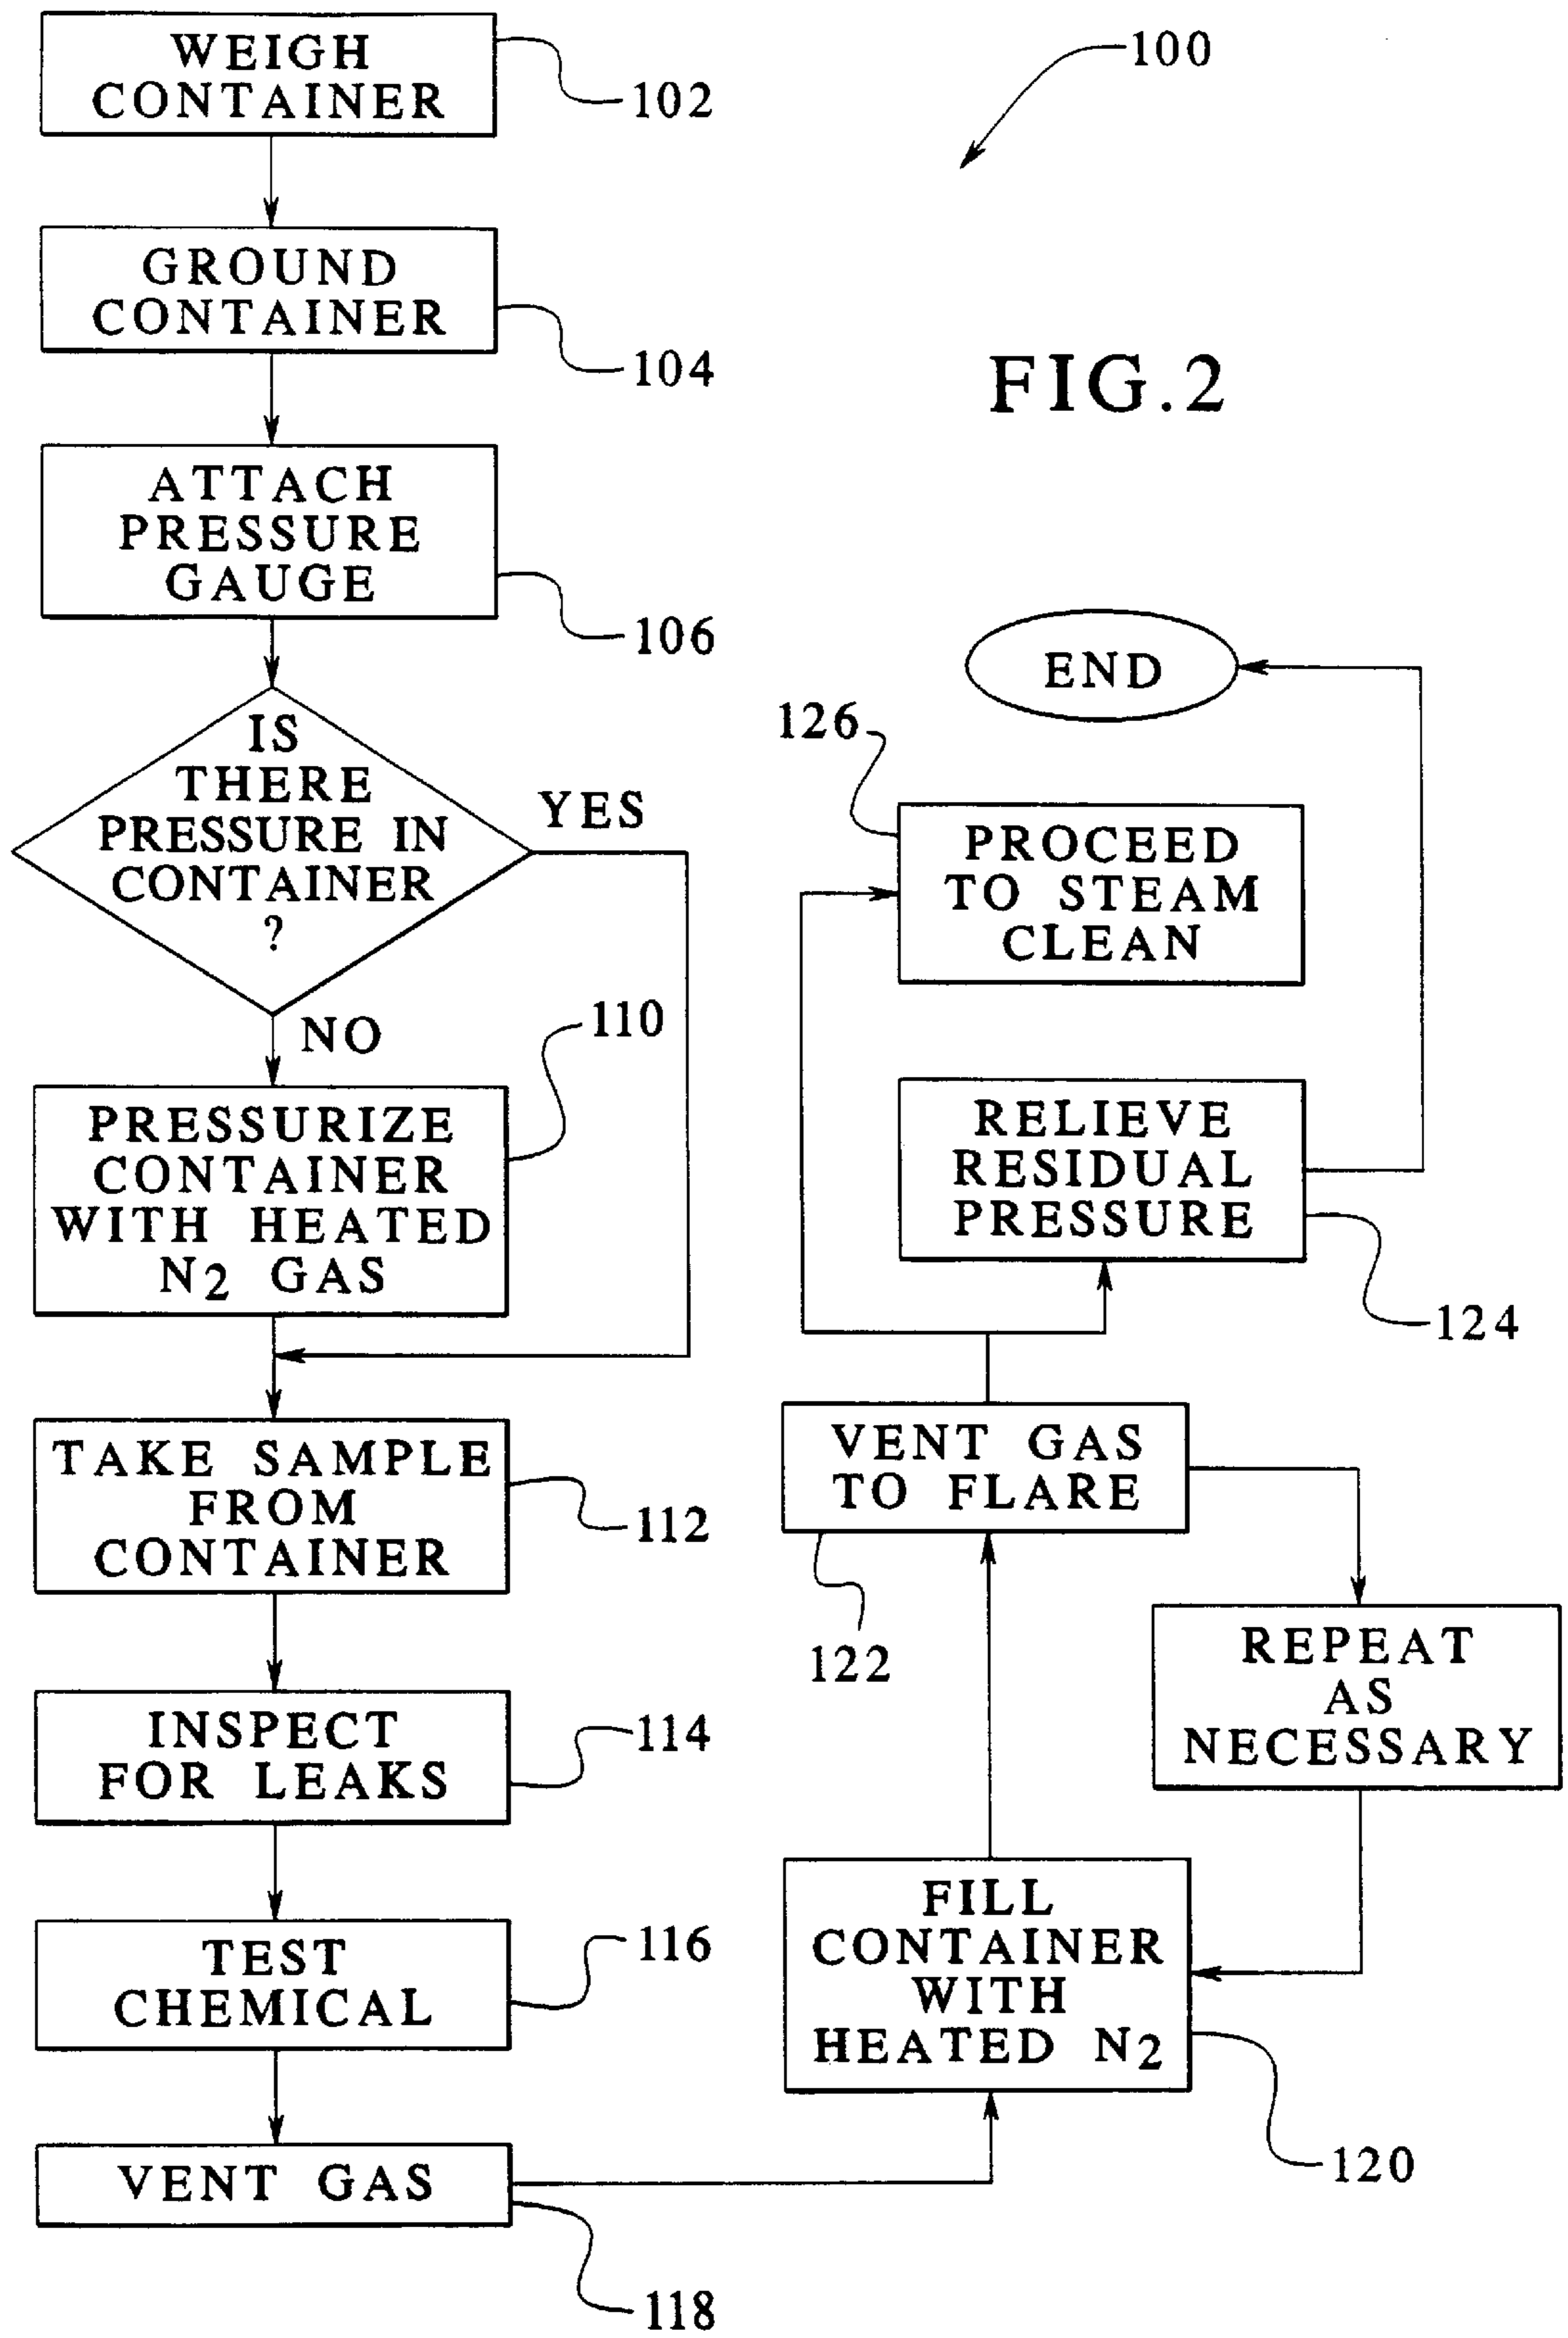 WEIGH
CONTAINER
102
100
GROUND
CONTAINER
104
FIG.2
ATTACH
PRESSURE
GAUGE
106
IS
THERE
PRESSURE IN
CONTAINER
?
YES
NO
110
PRESSURIZE
CONTAINER
WITH HEATED
N2 GAS
TAKE SAMPLE
FROM
CONTAINER
112
INSPECT
FOR LEAKS
114
TEST
CHEMICAL
116
VENT GAS
118
FILL
CONTAINER
WITH
HEATED N2
120
VENT GAS
TO FLARE
122
REPEAT
AS
NECESSARY
RELIEVE
RESIDUAL
PRESSURE
124
126
PROCEED
TO STEAM
CLEAN
END